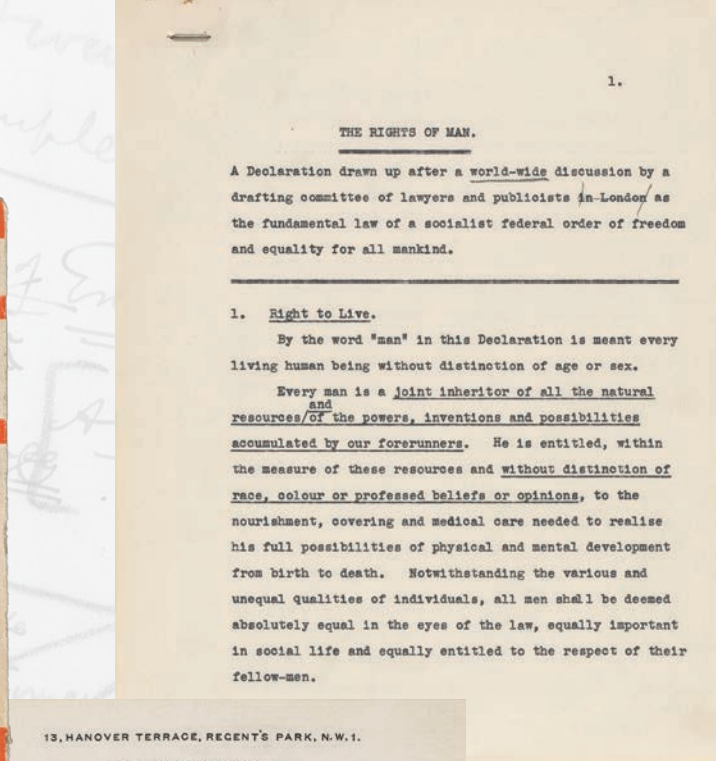 1.
THE RIGHTS OF MAN.
A Declaration drawn up after a world-wide discussion by a
drafting committee of lawyers and publicists in London as
the fundamental law of a socialist federal order of freedom
and equality for all mankind.
1. Right to Live.
By the word "man" in this Declaration is meant every
living human being without distinction of age or sex.
Every man is a joint inheritor of all the natural
and
resources/of the powers, inventions and possibilities
accumulated by our forerunners. He is entitled, within
the measure of these resources and without distinction of
race, colour or professed beliefs or opinions, to the
nourishment, covering and medical care needed to realise
his full possibilities of physical and mental development
from birth to death. Notwithstanding the various and
unequal qualities of individuals, all men shall be deemed
absolutely equal in the eyes of the law, equally important
in social life and equally entitled to the respect of their
fellow-men.
13, HANOVER TERRACE, REGENT'S PARK, N.W.1.